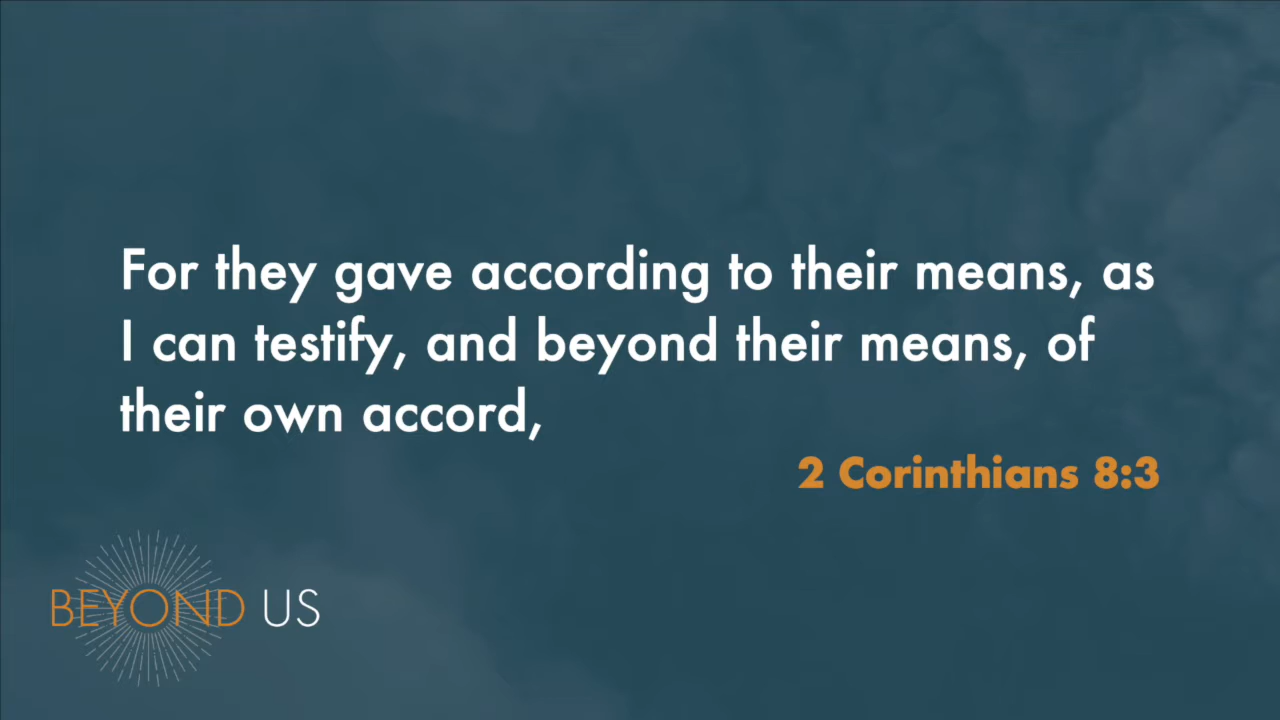 For they gave according to their means, as
I can testify, and beyond their means, of
their own accord,
2 Corinthians 8:3
BEYOND US